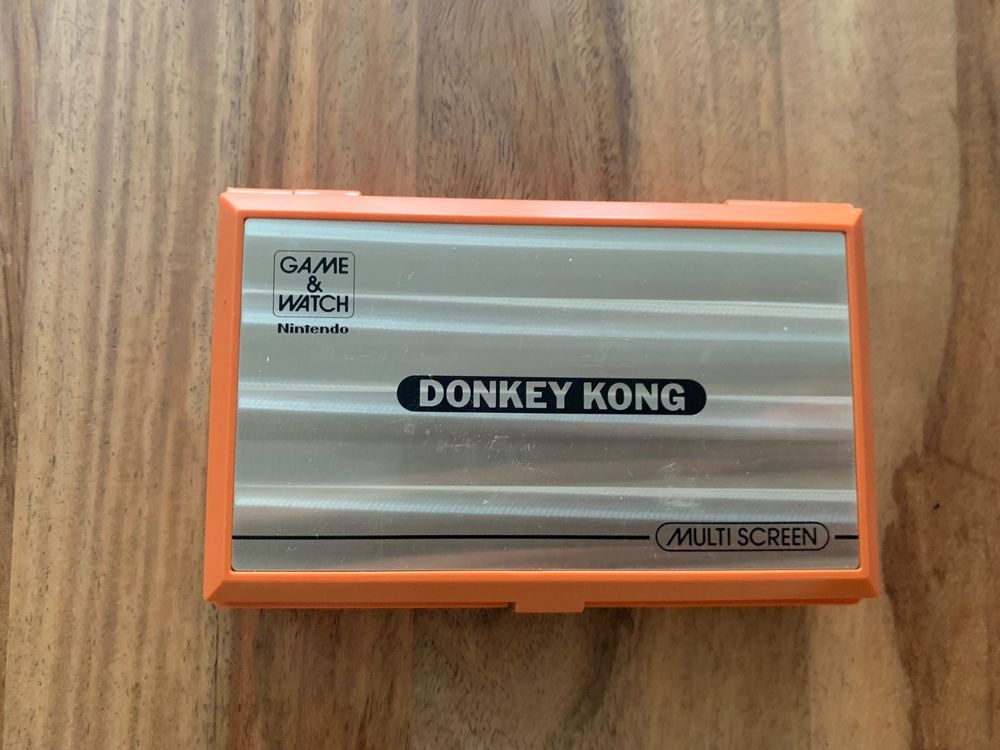 GAME
&
WATCH
Nintendo
DONKEY KONG
MULTI SCREEN